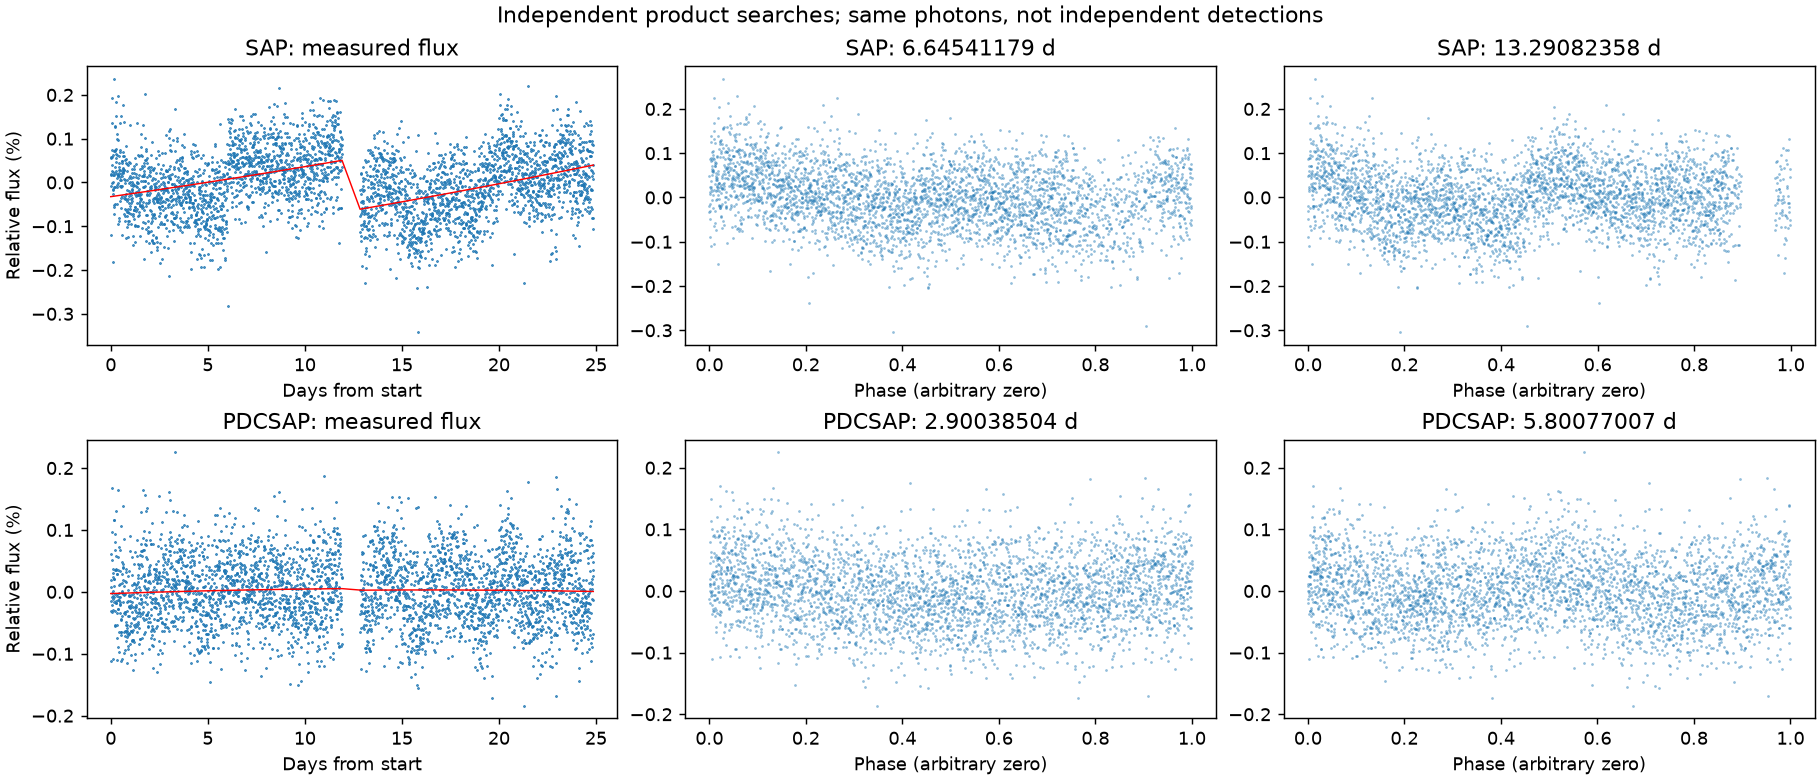 Independent product searches; same photons, not independent detections
SAP: measured flux
SAP: 6.64541179 d
SAP: 13.29082358 d
Relative flux (%)
0.2
0.1
0.0
−0.1
−0.2
−0.3
0 5 10 15 20 25
Days from start
0.2
0.1
0.0
−0.1
−0.2
−0.3
0.0 0.2 0.4 0.6 0.8 1.0
Phase (arbitrary zero)
0.2
0.1
0.0
−0.1
−0.2
−0.3
0.0 0.2 0.4 0.6 0.8 1.0
Phase (arbitrary zero)
PDCSAP: measured flux
PDCSAP: 2.90038504 d
PDCSAP: 5.80077007 d
Relative flux (%)
0.2
0.1
0.0
−0.1
−0.2
0 5 10 15 20 25
Days from start
0.2
0.1
0.0
−0.1
−0.2
0.0 0.2 0.4 0.6 0.8 1.0
Phase (arbitrary zero)
0.2
0.1
0.0
−0.1
−0.2
0.0 0.2 0.4 0.6 0.8 1.0
Phase (arbitrary zero)